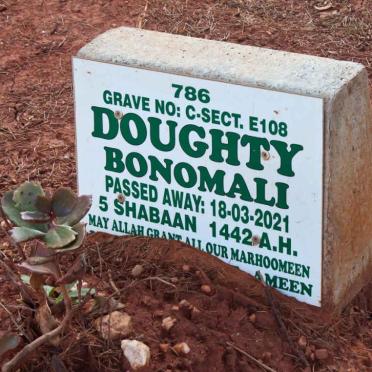 786
GRAVE NO: C-SECT. E108
DOUGHTY
BONOMALI
PASSED AWAY: 18-03-2021
5 SHABAAN 1442 A.H.
MAY ALLAH GRANT ALL OUR MARHOOMEEN
AMEEN